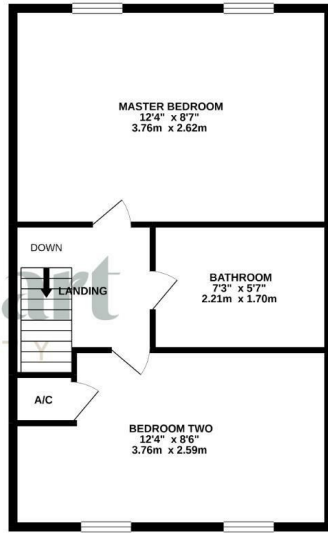 MASTER BEDROOM
12'4" x 8'7"
3.76m x 2.62m
DOWN
LANDING
BATHROOM
7'3" x 5'7"
2.21m x 1.70m
art
Y
A/C
BEDROOM TWO
12'4" x 8'6"
3.76m x 2.59m